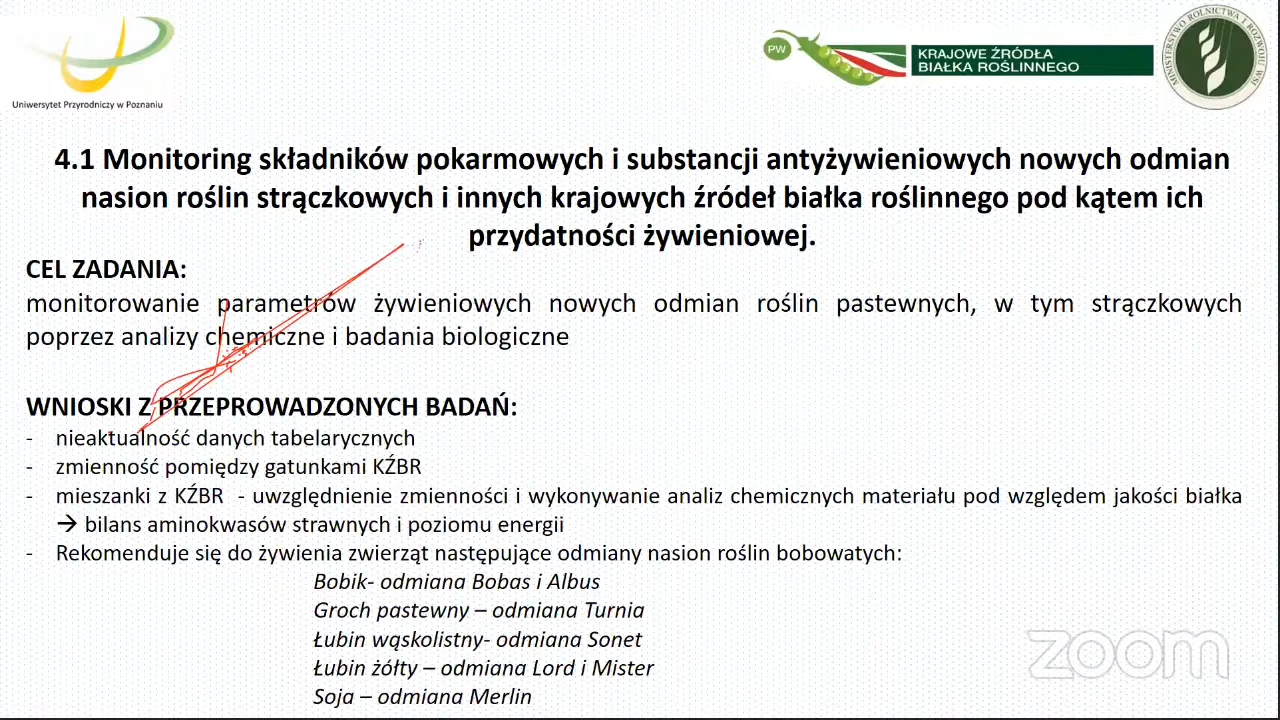 Uniwersytet Przyrodniczy w Poznaniu
PW
KRAJOWE ŹRÓDŁA
BIAŁKA ROŚLINNEGO
MINISTERSTWO ROLNICTWA I ROZWOJU WSI
4.1 Monitoring składników pokarmowych i substancji antyżywieniowych nowych odmian
nasion roślin strączkowych i innych krajowych źródeł białka roślinnego pod kątem ich
przydatności żywieniowej.
CEL ZADANIA:
monitorowanie parametrów żywieniowych nowych odmian roślin pastewnych, w tym strączkowych
poprzez analizy chemiczne i badania biologiczne
WNIOSKI Z PRZEPROWADZONYCH BADAŃ:
- nieaktualność danych tabelarycznych
- zmienność pomiędzy gatunkami KŹBR
- mieszanki z KŹBR - uwzględnienie zmienności i wykonywanie analiz chemicznych materiału pod względem jakości białka
→ bilans aminokwasów strawnych i poziomu energii
- Rekomenduje się do żywienia zwierząt następujące odmiany nasion roślin bobowatych:
Bobik- odmiana Bobas i Albus
Groch pastewny – odmiana Turnia
Łubin wąskolistny- odmiana Sonet
Łubin żółty – odmiana Lord i Mister
Soja – odmiana Merlin
zoom